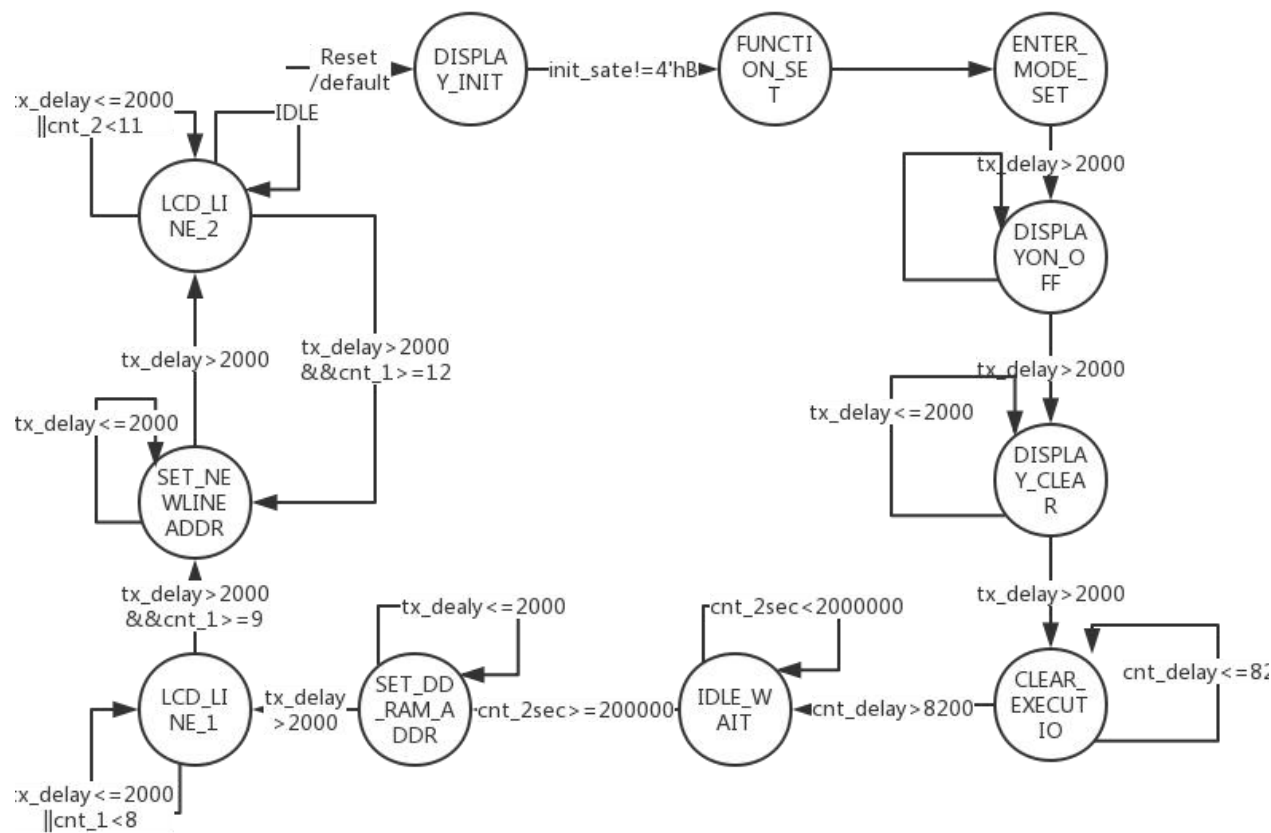 Reset
/default
DISPLA
Y_INIT
init_sate!=4'hB
FUNCTI
ON_SE
T
ENTER_
MODE_
SET
tx_delay<=2000
||cnt_2<11
IDLE
LCD_LI
NE_2
tx_delay>2000
DISPLA
YON_O
FF
tx_delay>2000
tx_delay>2000
&&cnt_1>=12
tx_delay>2000
tx_delay<=2000
tx_delay<=2000
DISPLA
Y_CLEA
R
SET_NE
WLINE
ADDR
tx_delay>2000
tx_delay>2000
&&cnt_1>=9
tx_dealy<=2000
cnt_2sec<2000000
LCD_LI
NE_1
tx_delay
>2000
SET_DD
_RAM_A
DDR
cnt_2sec>=200000
IDLE_W
AIT
cnt_delay>8200
CLEAR_
EXECUT
IO
cnt_delay<=82
tx_delay<=2000
||cnt_1<8